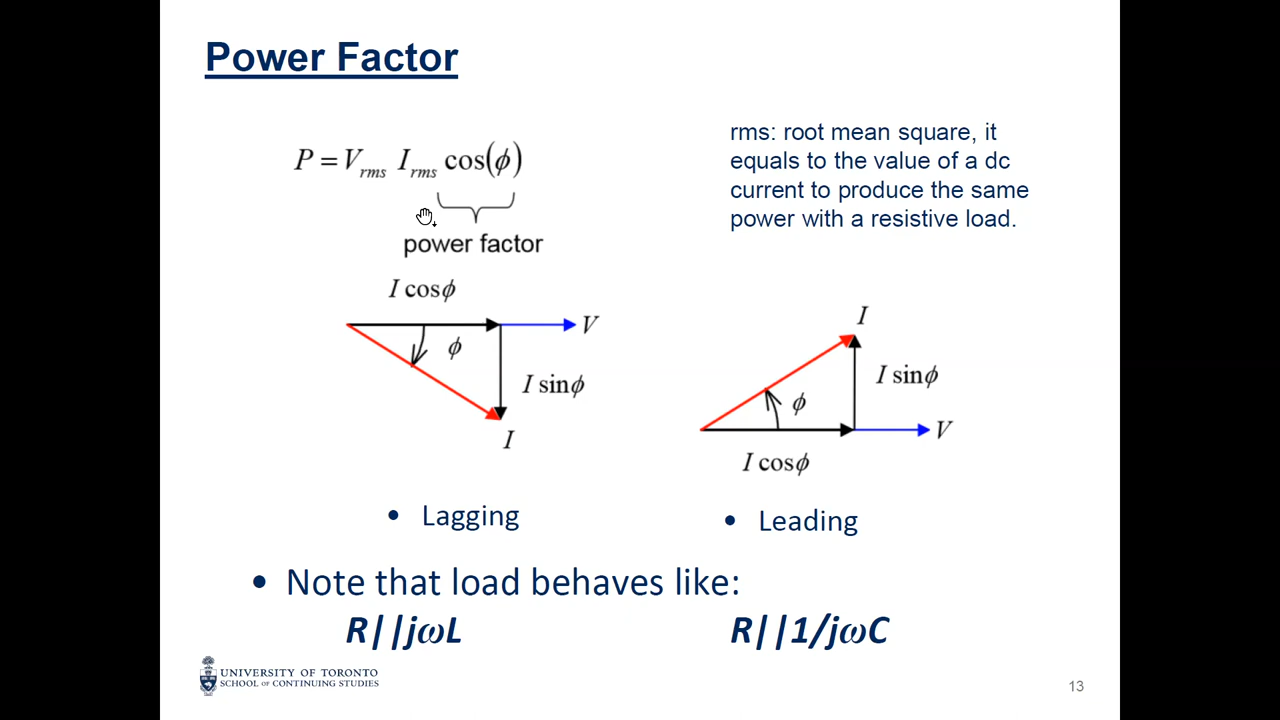 Power Factor
P = V_rms I_rms cos(ϕ)
power factor
rms: root mean square, it
equals to the value of a dc
current to produce the same
power with a resistive load.
I cosϕ
V
ϕ
I sinϕ
I
I
I sinϕ
ϕ
V
I cosϕ
• Lagging
• Leading
• Note that load behaves like:
R||jωL
R||1/jωC
UNIVERSITY OF TORONTO
SCHOOL OF CONTINUING STUDIES
13